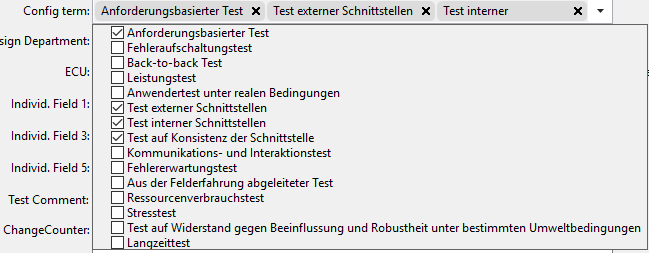 Config term: Anforderungsbasierter Test × Test externer Schnittstellen × Test interner ×
sign Department:
Anforderungsbasierter Test
Fehleraufschaltungstest
Back-to-back Test
ECU:
Leistungstest
Anwendertest unter realen Bedingungen
Individ. Field 1:
Test externer Schnittstellen
Test interner Schnittstellen
Individ. Field 3:
Test auf Konsistenz der Schnittstelle
Kommunikations- und Interaktionstest
Individ. Field 5:
Fehlererwartungstest
Aus der Felderfahrung abgeleiteter Test
Test Comment:
Ressourcenverbrauchstest
Stresstest
ChangeCounter:
Test auf Widerstand gegen Beeinflussung und Robustheit unter bestimmten Umweltbedingungen
Langzeittest